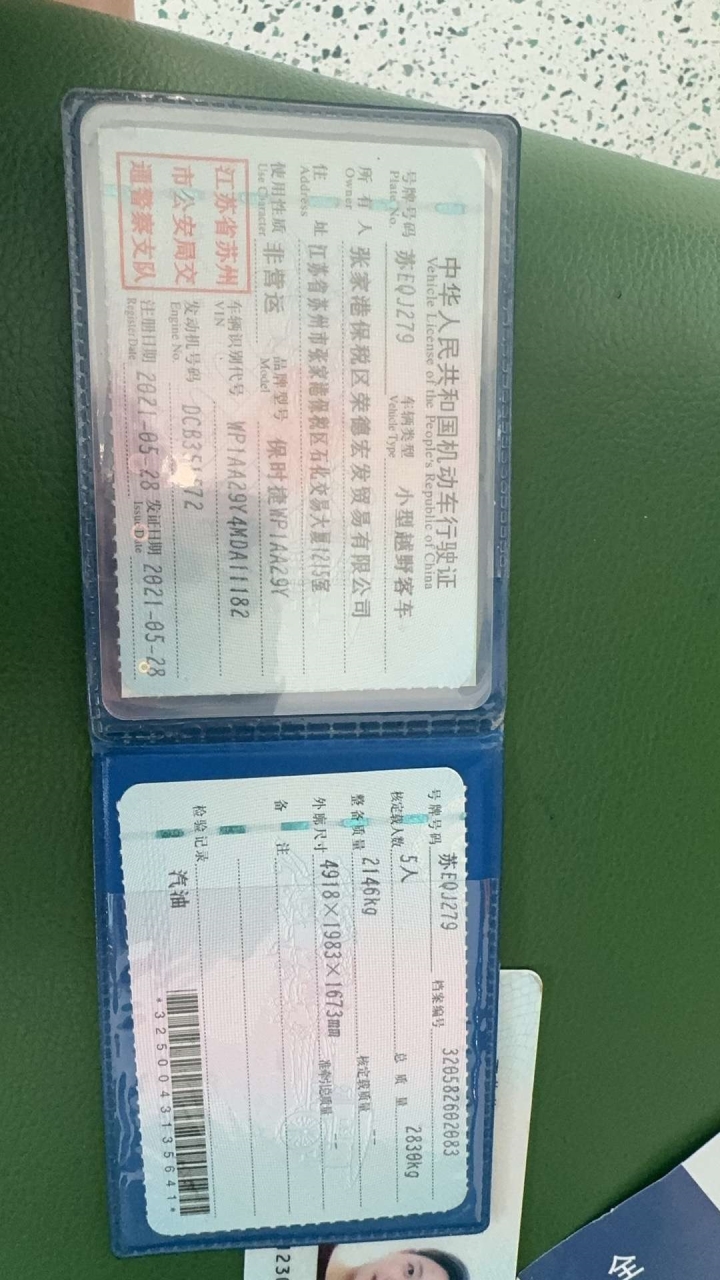 中华人民共和国机动车行驶证
Vehicle License of the People's Republic of China
号牌号码 苏EQJ279 车辆类型 小型越野客车
Plate No. Vehicle Type
所有人 张家港保税区荣德宏发贸易有限公司
Owner
住址 江苏省苏州市张家港保税区石化交易大厦1215室
Address
使用性质 非营运 品牌型号 保时捷WP1AA29Y
Use Character Model
江苏省苏州
市公安局交
通警察支队
车辆识别代号 WP1AA29Y4MDA11182
VIN
发动机号码
Engine No.
注册日期 2021-05-28 发证日期 2021-05-28
Register Date Issue Date
号牌号码 苏EQJ279 档案编号 320582602083
核定载人数 5人 总质量 2830kg
整备质量 2146kg 核定载质量 --
外廓尺寸 4918×1983×1673mm 准牵引总质量 --
备注
检验记录 汽油
*3250043135641*
全